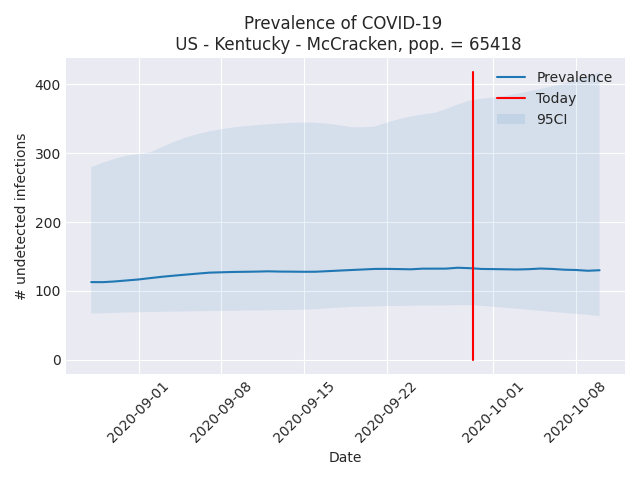 Prevalence of COVID-19
US - Kentucky - McCracken, pop. = 65418
Prevalence
Today
95CI
# undetected infections
400
300
200
100
0
2020-09-01
2020-09-08
2020-09-15
2020-09-22
2020-10-01
2020-10-08
Date